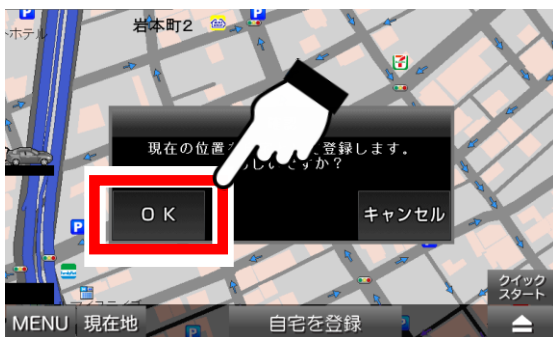 P
P
ホテル
岩本町2
7
現在の位置
を登録します。
ですか？
OK
キャンセル
P
クイック
スタート
MENU
現在地
P
自宅を登録